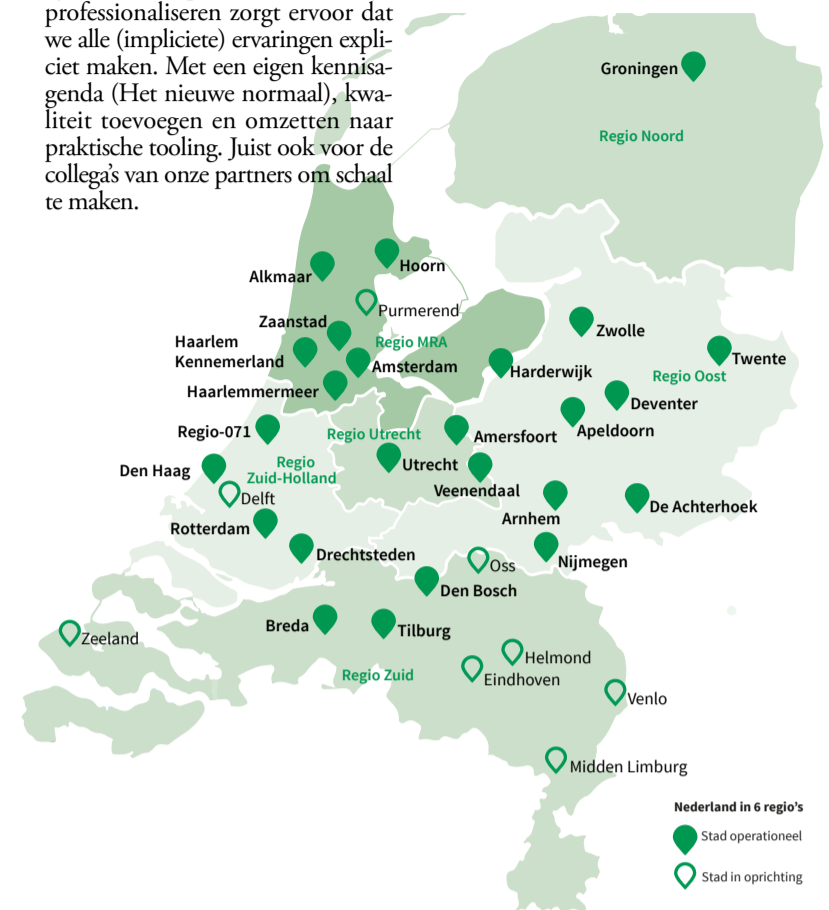 professionaliseren zorgt ervoor dat
we alle (impliciete) ervaringen expli-
ciet maken. Met een eigen kennisa-
genda (Het nieuwe normaal), kwa-
liteit toevoegen en omzetten naar
praktische tooling. Juist ook voor de
collega's van onze partners om schaal
te maken.
Groningen
Regio Noord
Hoorn
Alkmaar
Purmerend
Zaanstad
Haarlem
Kennemerland
Regio MRA
Amsterdam
Haarlemmermeer
Zwolle
Twente
Harderwijk
Regio Oost
Deventer
Apeldoorn
Regio-071
Regio Utrecht
Amersfoort
Den Haag
Regio
Zuid-Holland
Utrecht
Veenendaal
Delft
De Achterhoek
Arnhem
Rotterdam
Drechtsteden
Nijmegen
Oss
Den Bosch
Breda
Tilburg
Zeeland
Helmond
Eindhoven
Regio Zuid
Venlo
Midden Limburg
Nederland in 6 regio's
Stad operationeel
Stad in oprichting